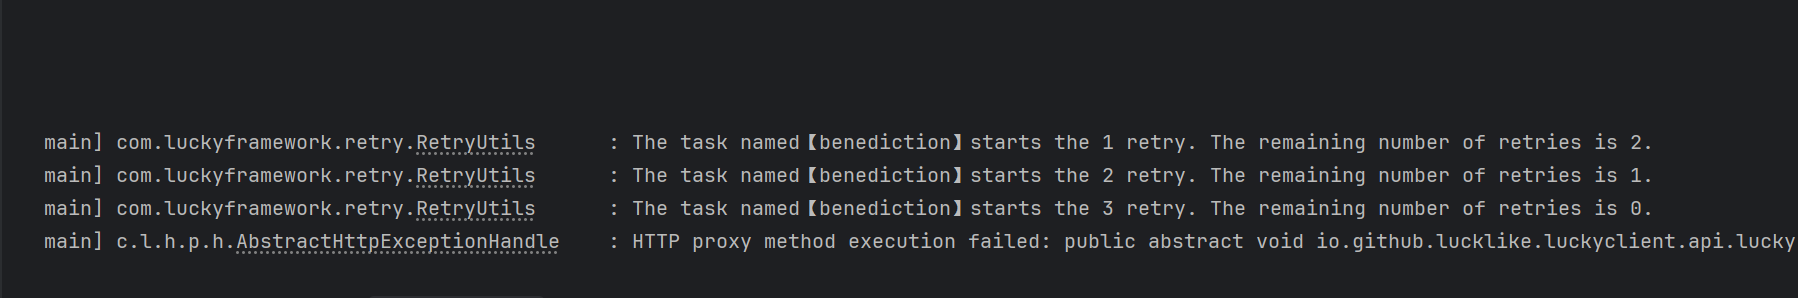 main] com.luckyframework.retry.RetryUtils : The task named【benediction】starts the 1 retry. The remaining number of retries is 2.
main] com.luckyframework.retry.RetryUtils : The task named【benediction】starts the 2 retry. The remaining number of retries is 1.
main] com.luckyframework.retry.RetryUtils : The task named【benediction】starts the 3 retry. The remaining number of retries is 0.
main] c.l.h.p.h.AbstractHttpExceptionHandle : HTTP proxy method execution failed: public abstract void io.github.lucklike.luckyclient.api.lucky